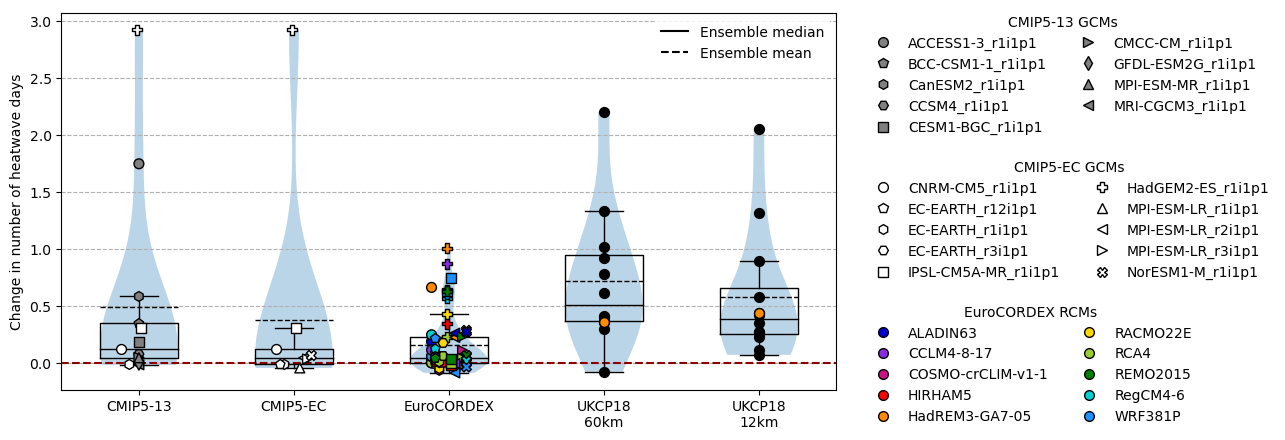 3.0
2.5
2.0
1.5
1.0
0.5
0.0
Change in number of heatwave days
Ensemble median
Ensemble mean
CMIP5-13
CMIP5-EC
EuroCORDEX
UKCP18
60km
UKCP18
12km
CMIP5-13 GCMs
ACCESS1-3_r1i1p1
BCC-CSM1-1_r1i1p1
CanESM2_r1i1p1
CCSM4_r1i1p1
CESM1-BGC_r1i1p1
CMCC-CM_r1i1p1
GFDL-ESM2G_r1i1p1
MPI-ESM-MR_r1i1p1
MRI-CGCM3_r1i1p1
CMIP5-EC GCMs
CNRM-CM5_r1i1p1
EC-EARTH_r12i1p1
EC-EARTH_r1i1p1
EC-EARTH_r3i1p1
IPSL-CM5A-MR_r1i1p1
HadGEM2-ES_r1i1p1
MPI-ESM-LR_r1i1p1
MPI-ESM-LR_r2i1p1
MPI-ESM-LR_r3i1p1
NorESM1-M_r1i1p1
EuroCORDEX RCMs
ALADIN63
CCLM4-8-17
COSMO-crCLIM-v1-1
HIRHAM5
HadREM3-GA7-05
RACMO22E
RCA4
REMO2015
RegCM4-6
WRF381P